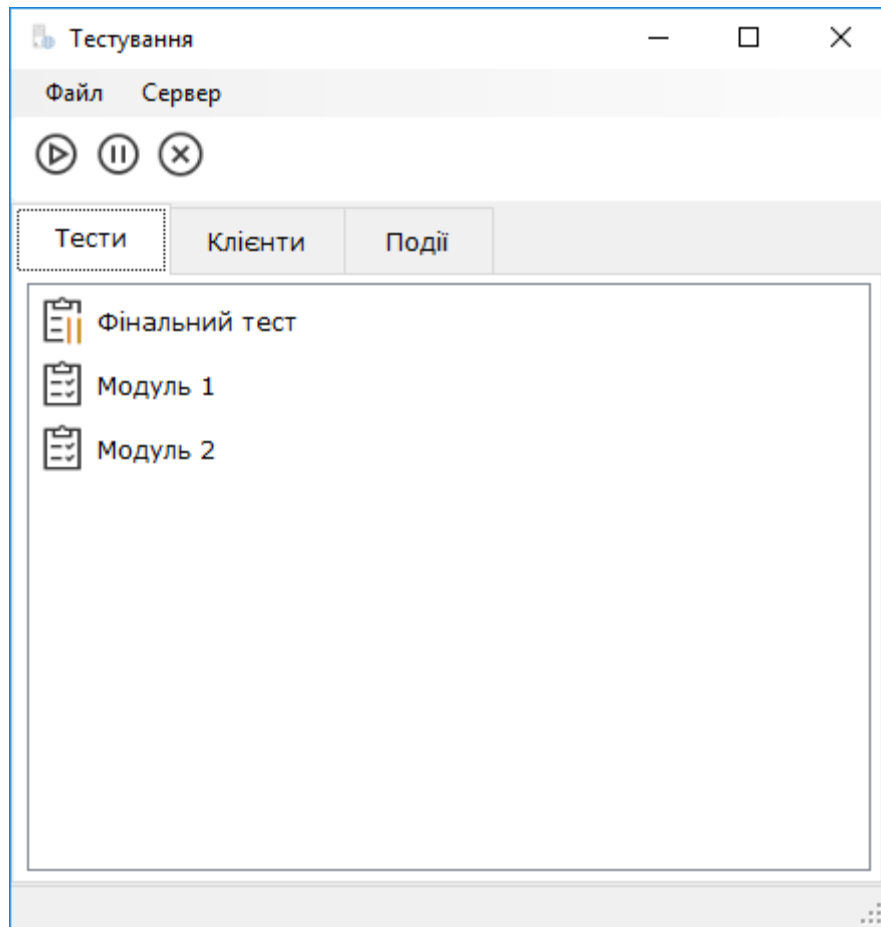 Тестування
Файл Сервер
Тести Клієнти Події
Фінальний тест
Модуль 1
Модуль 2